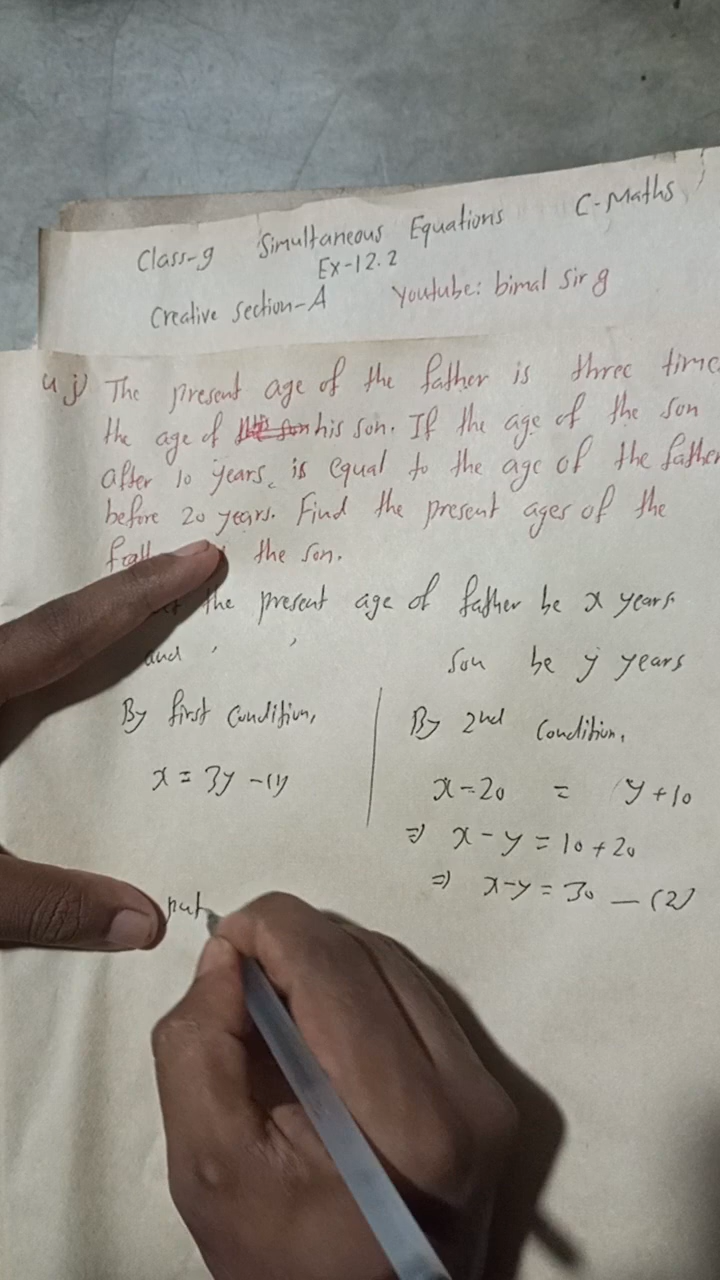 C-Maths
Class-9 Simultaneous Equations
Ex-12.2
Creative section-A Youtube: bimal sir g
The present age of the father is three time
the age of his son. If the age of the son
after 10 years, is equal to the age of the father
before 20 years. Find the present ages of the
the son.
the present age of father be x years
and ' ' son be y years
By first Condition,
x = 3y -(1)
By 2nd Condition,
x-20 = y+10
⇒ x-y = 10+20
⇒ x-y = 30 — (2)
put